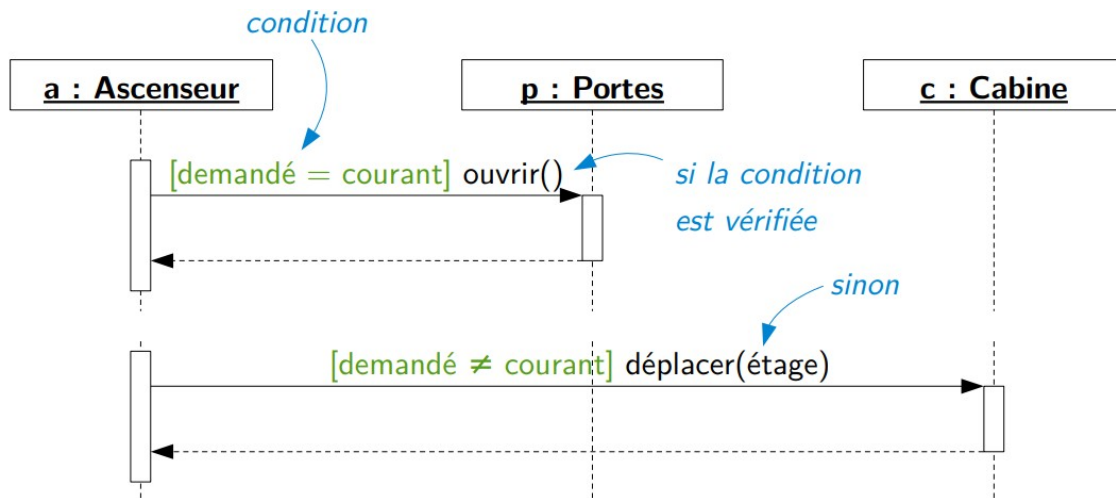 condition
a : Ascenseur
p : Portes
c : Cabine
[demandé = courant] ouvrir()
si la condition
est vérifiée
sinon
[demandé ≠ courant] déplacer(étage)